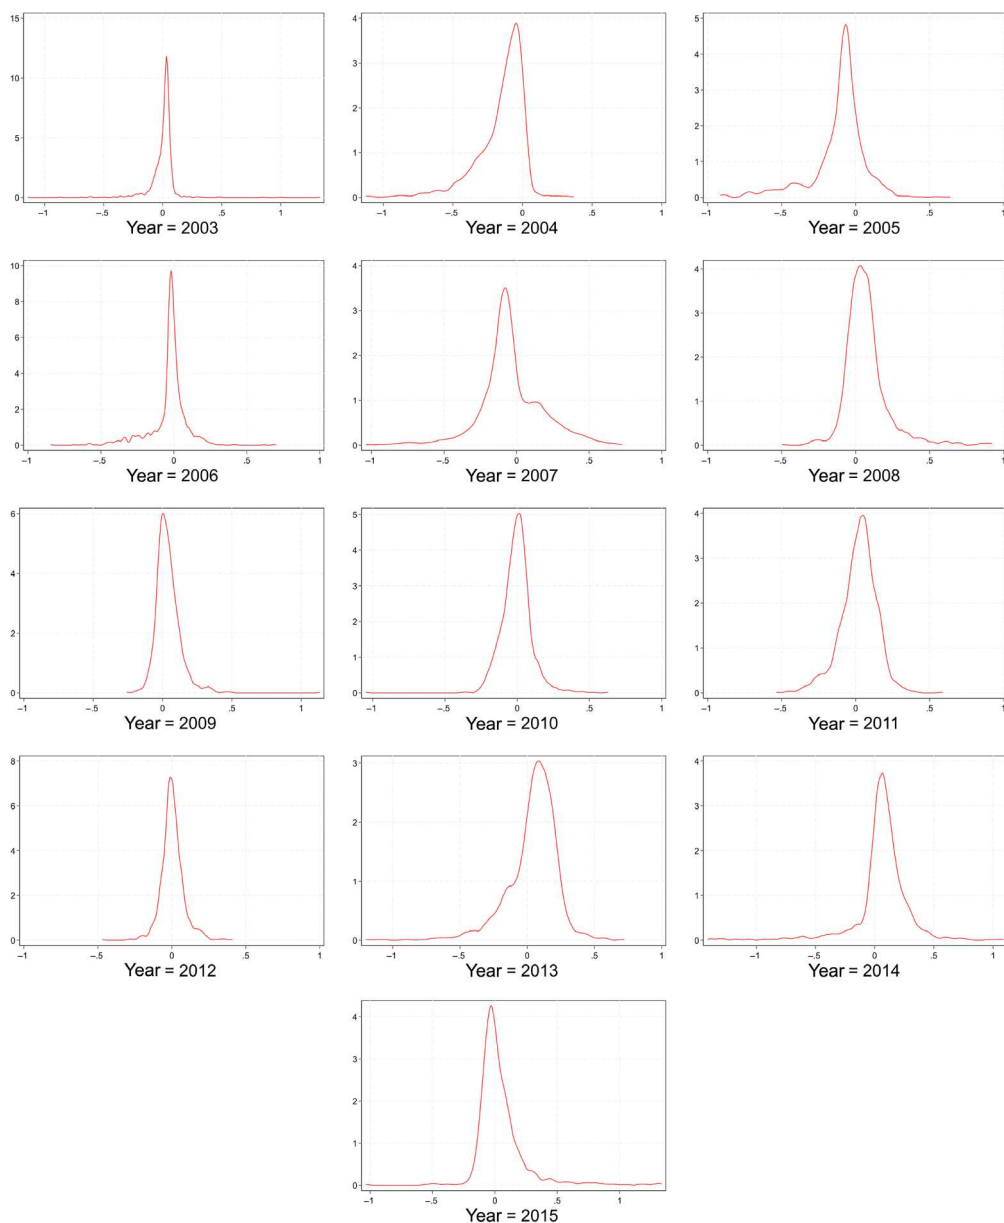 15
10
5
0
-1 -.5 0 .5 1
Year = 2003
4
3
2
1
0
-1 -.5 0 .5 1
Year = 2004
5
4
3
2
1
0
-1 -.5 0 .5 1
Year = 2005
10
8
6
4
2
0
-1 -.5 0 .5 1
Year = 2006
4
3
2
1
0
-1 -.5 0 .5 1
Year = 2007
4
3
2
1
0
-1 -.5 0 .5 1
Year = 2008
6
4
2
0
-1 -.5 0 .5 1
Year = 2009
5
4
3
2
1
0
-1 -.5 0 .5 1
Year = 2010
4
3
2
1
0
-1 -.5 0 .5 1
Year = 2011
8
6
4
2
0
-1 -.5 0 .5 1
Year = 2012
3
2
1
0
-1 -.5 0 .5 1
Year = 2013
4
3
2
1
0
-1 -.5 0 .5 1
Year = 2014
4
3
2
1
0
-1 -.5 0 .5 1
Year = 2015